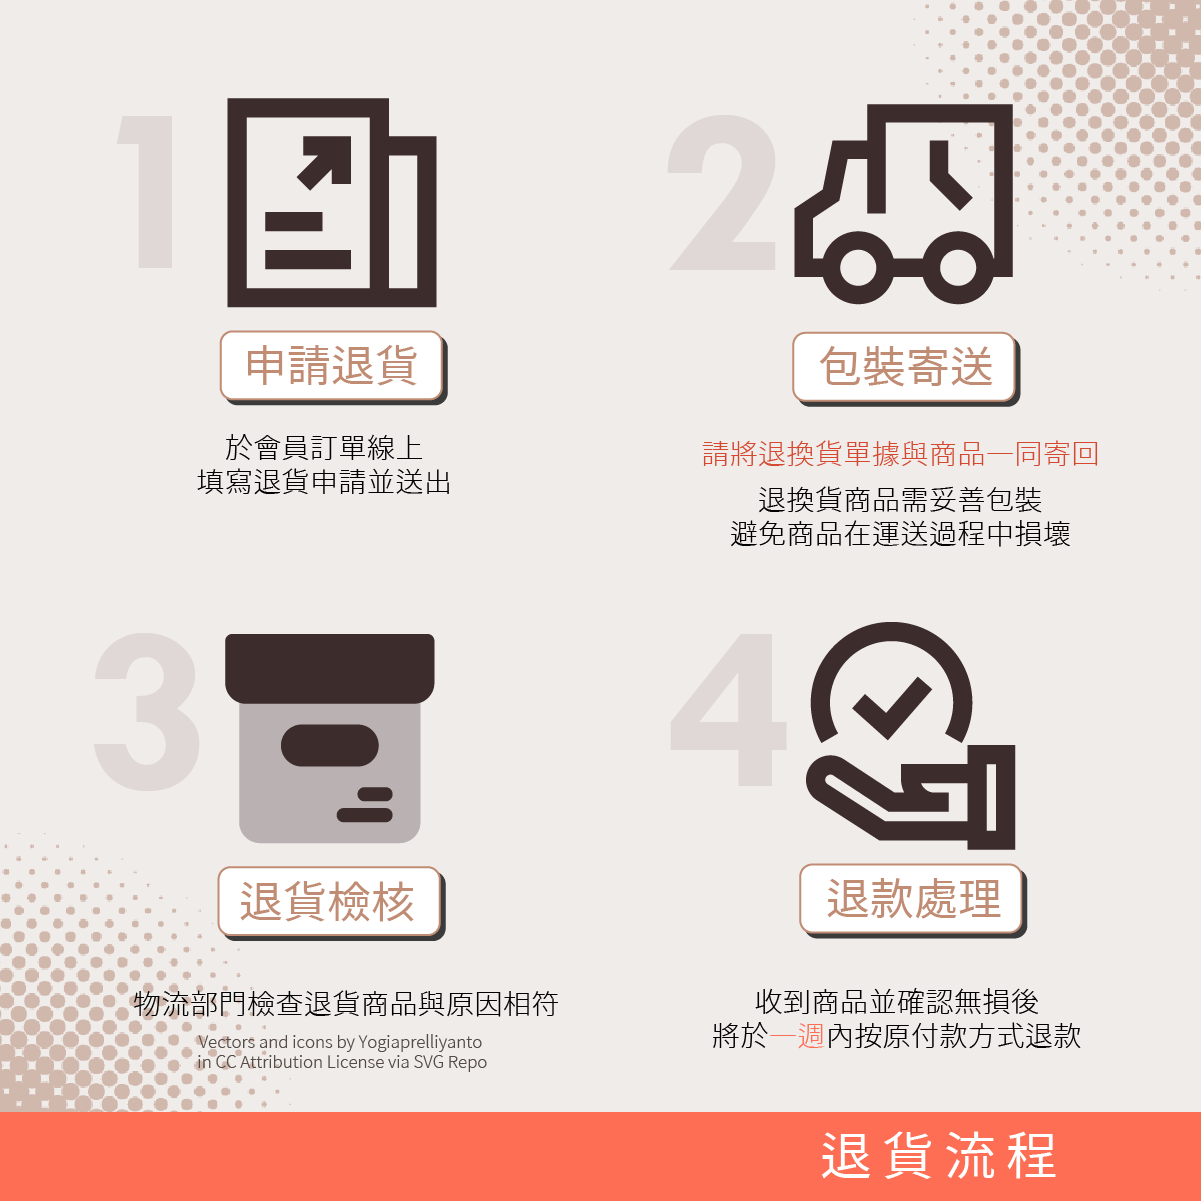 1
申請退貨
於會員訂單線上
填寫退貨申請並送出
2
包裝寄送
請將退換貨單據與商品一同寄回
退換貨商品需妥善包裝
避免商品在運送過程中損壞
3
退貨檢核
物流部門檢查退貨商品與原因相符
Vectors and icons by Yogiaprelliyanto
in CC Attribution License via SVG Repo
4
退款處理
收到商品並確認無損後
將於一週內按原付款方式退款
退貨流程